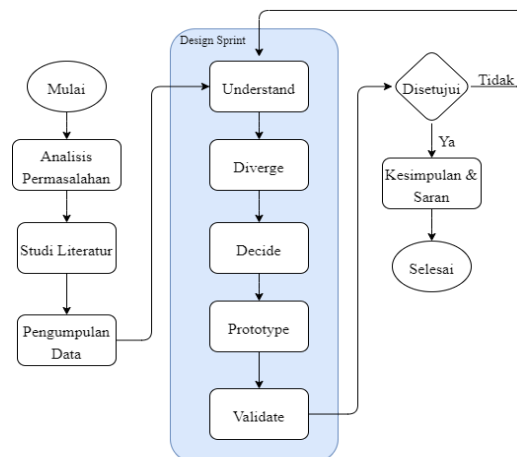 Mulai
Analisis
Permasalahan
Studi Literatur
Pengumpulan
Data
Design Sprint
Understand
Diverge
Decide
Prototype
Validate
Disetujui
Tidak
Ya
Kesimpulan &
Saran
Selesai